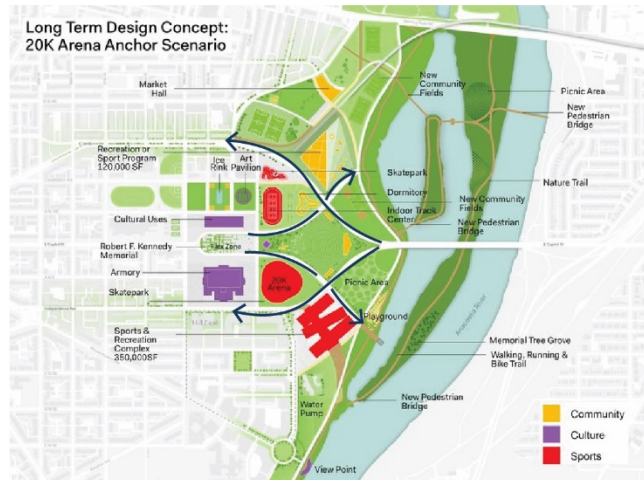 Long Term Design Concept:
20K Arena Anchor Scenario
Market
Hall
New
Community
Fields
Picnic Area
New
Pedestrian
Bridge
Recreation or
Sport Program
120,000 SF
Ice
Rink
Art
Pavilion
Skatepark
Dormitory
Nature Trail
Indoor Track
Center
New Community
Fields
New Pedestrian
Bridge
Cultural Uses
Robert F. Kennedy
Memorial
Flex Zone
Armory
Skatepark
20K
Arena
Picnic Area
Anacostia River
Sports &
Recreation
Complex
350,000SF
Playground
Memorial Tree Grove
Walking, Running &
Bike Trail
Water
Pump
New Pedestrian
Bridge
View Point
Community
Culture
Sports